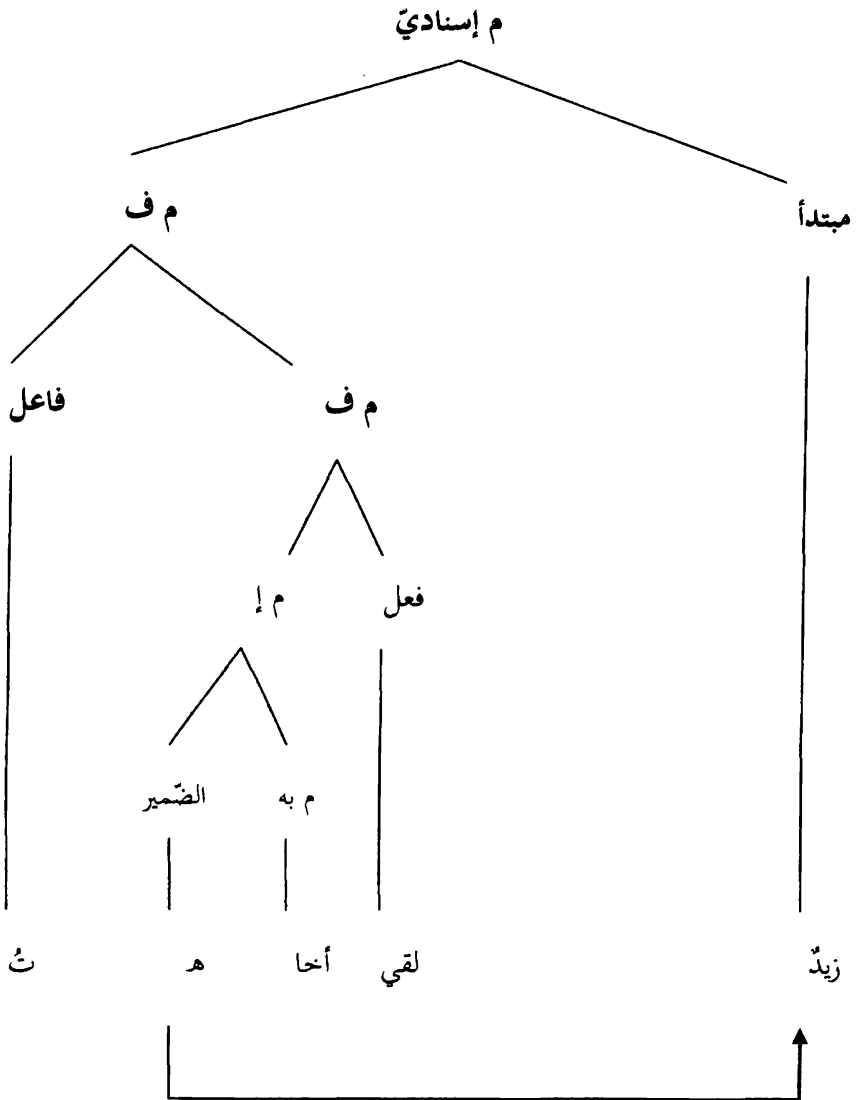 م إسناديّ
مبتدأ م ف
م ف فاعل
فعل م إ
م به الضّمير
زيدٌ لقي أخا ه تُ